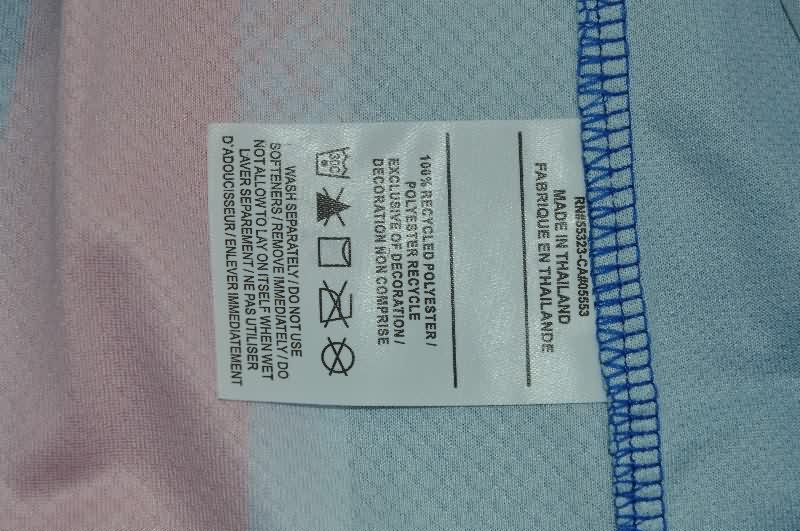 RN#55323-CA#05553
MADE IN THAILAND
FABRIQUE EN THAILANDE
100% RECYCLED POLYESTER /
POLYESTER RECYCLE
EXCLUSIVE OF DECORATION /
DECORATION NON COMPRISE
30C
WASH SEPARATELY / DO NOT USE
SOFTENERS / REMOVE IMMEDIATELY / DO
NOT ALLOW TO LAY ON ITSELF WHEN WET
LAVER SEPAREMENT / NE PAS UTILISER
D'ADOUCISSEUR / ENLEVER IMMEDIATEMENT